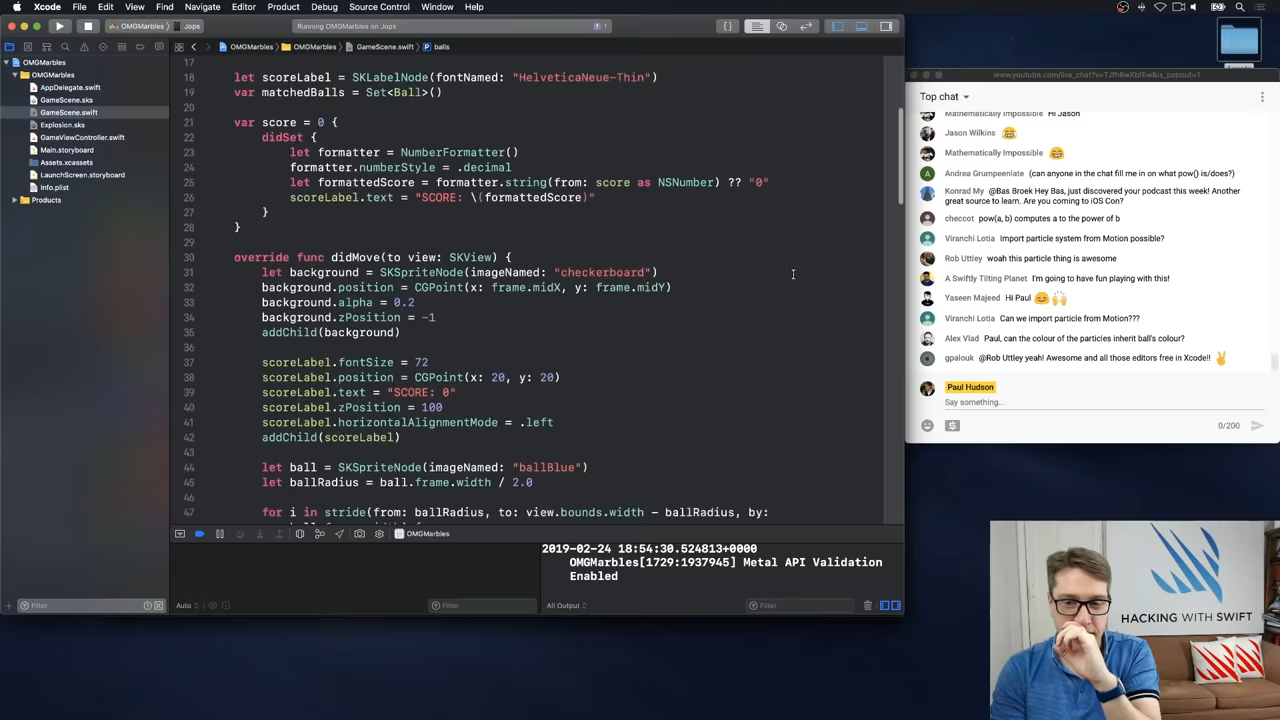 Xcode File Edit View Find Navigate Editor Product Debug Source Control Window Help
OMGMarbles Jops
Running on OMGMarbles on Jops
1
OMGMarbles OMGMarbles GameScene.swift P balls
OMGMarbles
OMGMarbles
AppDelegate.swift
GameScene.sks
GameScene.swift
Explosion.sks
GameViewController.swift
Main.storyboard
Assets.xcassets
LaunchScreen.storyboard
Info.plist
Products
Filter
17
18 let scoreLabel = SKLabelNode(fontNamed: "HelveticaNeue-Thin")
19 var matchedBalls = Set<Ball>()
20
21 var score = 0 {
22 didSet {
23 let formatter = NumberFormatter()
24 formatter.numberStyle = .decimal
25 let formattedScore = formatter.string(from: score as NSNumber) ?? "0"
26 scoreLabel.text = "SCORE: \(formattedScore)"
27 }
28 }
29
30 override func didMove(to view: SKView) {
31 let background = SKSpriteNode(imageNamed: "checkerboard")
32 background.position = CGPoint(x: frame.midX, y: frame.midY)
33 background.alpha = 0.2
34 background.zPosition = -1
35 addChild(background)
36
37 scoreLabel.fontSize = 72
38 scoreLabel.position = CGPoint(x: 20, y: 20)
39 scoreLabel.text = "SCORE: 0"
40 scoreLabel.zPosition = 100
41 scoreLabel.horizontalAlignmentMode = .left
42 addChild(scoreLabel)
43
44 let ball = SKSpriteNode(imageNamed: "ballBlue")
45 let ballRadius = ball.frame.width / 2.0
46
47 for i in stride(from: ballRadius, to: view.bounds.width - ballRadius, by:
OMGMarbles
2019-02-24 18:54:30.524813+0000
OMGMarbles[1729:1937945] Metal API Validation
Enabled
Auto
Filter
All Output
Filter
Top chat
Mathematically Impossible Hi Jason
Jason Wilkins 😂
Mathematically Impossible 😂
A Andrea Grumpeenlate (can anyone in the chat fill me in on what pow() is/does?)
Konrad My @Bas Broek Hey Bas, just discovered your podcast this week! Another
great source to learn. Are you coming to iOS Con?
checcot pow(a, b) computes a to the power of b
Viranchi Lotia Import particle system from Motion possible?
Rob Uttley woah this particle thing is awesome
A Swiftly Tilting Planet I'm going to have fun playing with this!
Yaseen Majeed Hi Paul 😊 🙌
Viranchi Lotia Can we import particle from Motion???
Alex Vlad Paul, can the colour of the particles inherit ball's colour?
gpalouk @Rob Uttley yeah! Awesome and all those editors free in Xcode!! ✌
Paul Hudson
Say something...
0/200
HACKING WITH SWIFT